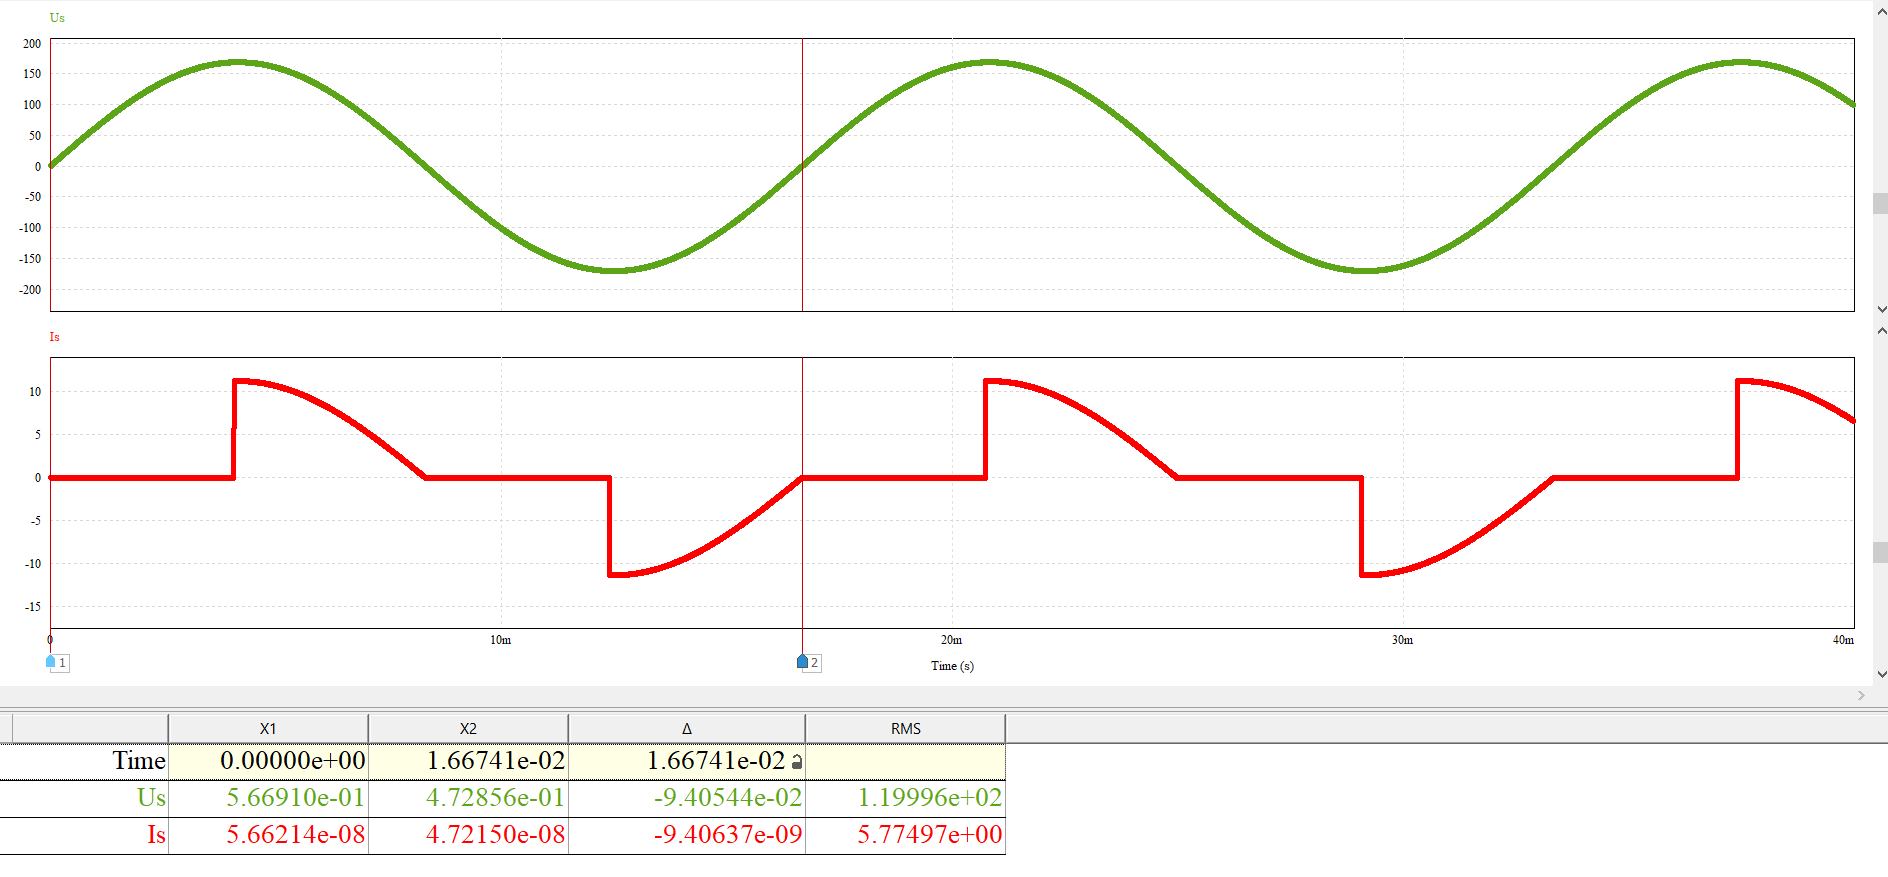 Us
200
150
100
50
0
-50
-100
-150
-200
Is
10
5
0
-5
-10
-15
0 10m 20m 30m 40m
1 2
Time (s)
X1 X2 Δ RMS
Time 0.00000e+00 1.66741e-02 1.66741e-02
Us 5.66910e-01 4.72856e-01 -9.40544e-02 1.19996e+02
Is 5.66214e-08 4.72150e-08 -9.40637e-09 5.77497e+00